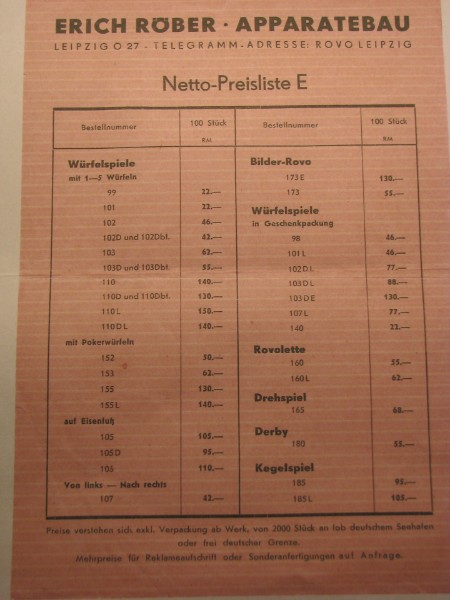 ERICH RÖBER · APPARATEBAU
LEIPZIG O 27 - TELEGRAMM-ADRESSE: ROVO LEIPZIG
Netto-Preisliste E
Bestellnummer 100 Stück RM
Würfelspiele
mit 1—5 Würfeln
99 22.—
101 22.—
102 46.—
102D und 102Dbf. 42.—
103 62.—
103D und 103Dbf. 55.—
110 140.—
110D und 110Dbf. 130.—
110L 150.—
110DL 140.—
mit Pokerwürfeln
152 50.—
153 62.—
155 130.—
155L 140.—
auf Eisenfuß
105 105.—
105D 95.—
106 110.—
Von links — Nach rechts
107 42.—
Bestellnummer 100 Stück RM
Bilder-Rovo
173E 130.—
173 55.—
Würfelspiele
in Geschenkpackung
98 46.—
101L 46.—
102DL 77.—
103DL 88.—
103DE 130.—
107L 77.—
140 22.—
Rovolette
160 55.—
160L 62.—
Drehspiel
165 68.—
Derby
180 55.—
Kegelspiel
185 95.—
185L 105.—
Preise verstehen sich exkl. Verpackung ab Werk, von 2000 Stück an fob deutschem Seehafen
oder frei deutscher Grenze.
Mehrpreise für Reklameaufschrift oder Sonderanfertigungen auf Anfrage.